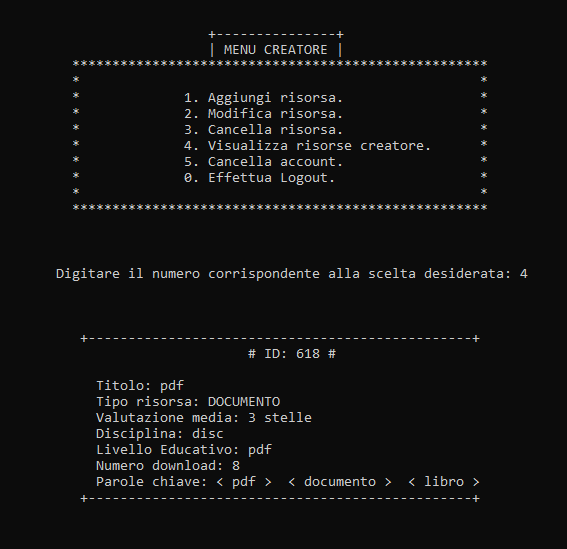 +---------------+
| MENU CREATORE |
****************************************************
*                                                  *
*             1. Aggiungi risorsa.                 *
*             2. Modifica risorsa.                 *
*             3. Cancella risorsa.                 *
*             4. Visualizza risorse creatore.      *
*             5. Cancella account.                 *
*             0. Effettua Logout.                  *
*                                                  *
****************************************************
Digitare il numero corrispondente alla scelta desiderata: 4
+------------------------------------------------+
# ID: 618 #
Titolo: pdf
Tipo risorsa: DOCUMENTO
Valutazione media: 3 stelle
Disciplina: disc
Livello Educativo: pdf
Numero download: 8
Parole chiave: < pdf >  < documento >  < libro >
+------------------------------------------------+